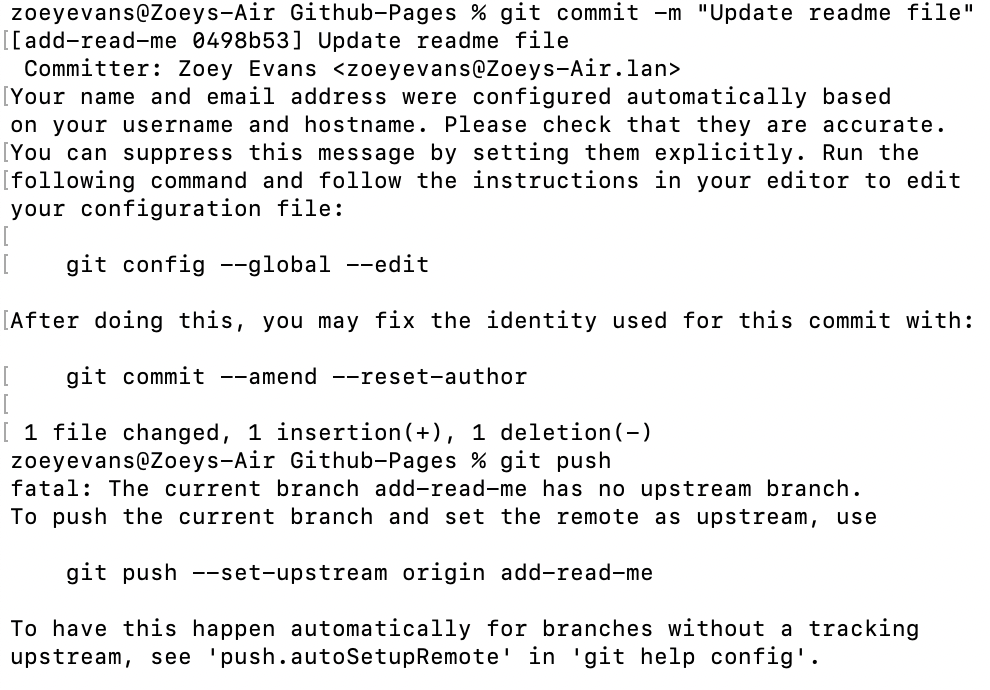 zoeyevans@Zoeys-Air Github-Pages % git commit -m "Update readme file"
[[add-read-me 0498b53] Update readme file
 Committer: Zoey Evans <zoeyevans@Zoeys-Air.lan>
[Your name and email address were configured automatically based
on your username and hostname. Please check that they are accurate.
[You can suppress this message by setting them explicitly. Run the
[following command and follow the instructions in your editor to edit
your configuration file:
[
[    git config --global --edit
[After doing this, you may fix the identity used for this commit with:
[    git commit --amend --reset-author
[
[ 1 file changed, 1 insertion(+), 1 deletion(-)
zoeyevans@Zoeys-Air Github-Pages % git push
fatal: The current branch add-read-me has no upstream branch.
To push the current branch and set the remote as upstream, use
    git push --set-upstream origin add-read-me
To have this happen automatically for branches without a tracking
upstream, see 'push.autoSetupRemote' in 'git help config'.